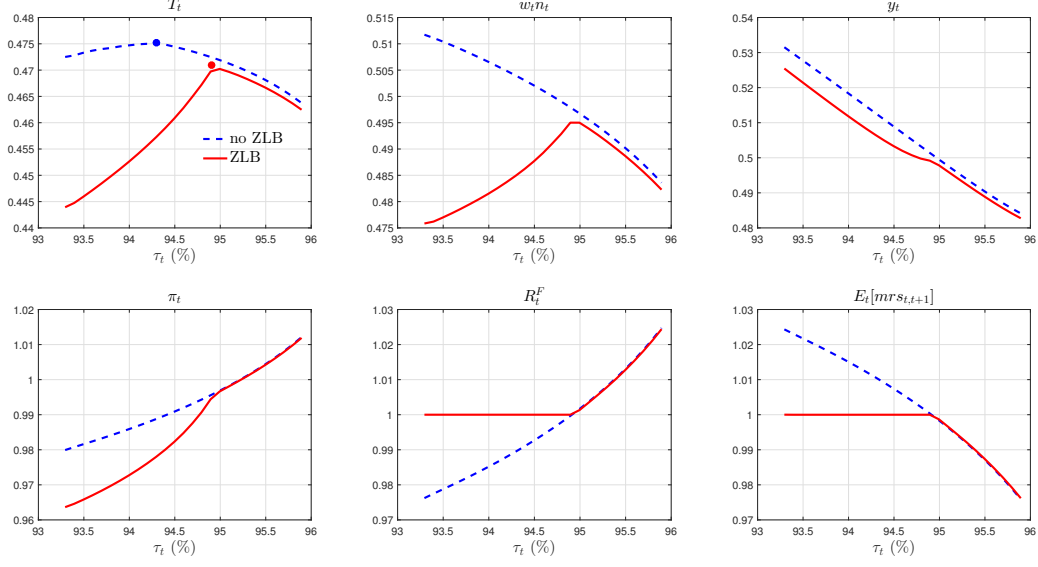 T_t
w_t n_t
y_t
0.48
0.475
0.47
0.465
0.46
0.455
0.45
0.445
0.44
no ZLB
ZLB
93 93.5 94 94.5 95 95.5 96
τ_t (%)
0.515
0.51
0.505
0.5
0.495
0.49
0.485
0.48
0.475
93 93.5 94 94.5 95 95.5 96
τ_t (%)
0.54
0.53
0.52
0.51
0.5
0.49
0.48
93 93.5 94 94.5 95 95.5 96
τ_t (%)
π_t
R_t^F
E_t[mrs_{t,t+1}]
1.02
1.01
1
0.99
0.98
0.97
0.96
93 93.5 94 94.5 95 95.5 96
τ_t (%)
1.03
1.02
1.01
1
0.99
0.98
0.97
93 93.5 94 94.5 95 95.5 96
τ_t (%)
1.03
1.02
1.01
1
0.99
0.98
0.97
93 93.5 94 94.5 95 95.5 96
τ_t (%)